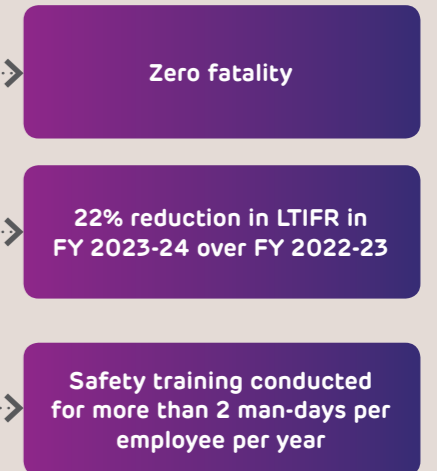 Zero fatality
22% reduction in LTIFR in
FY 2023-24 over FY 2022-23
Safety training conducted
for more than 2 man-days per
employee per year